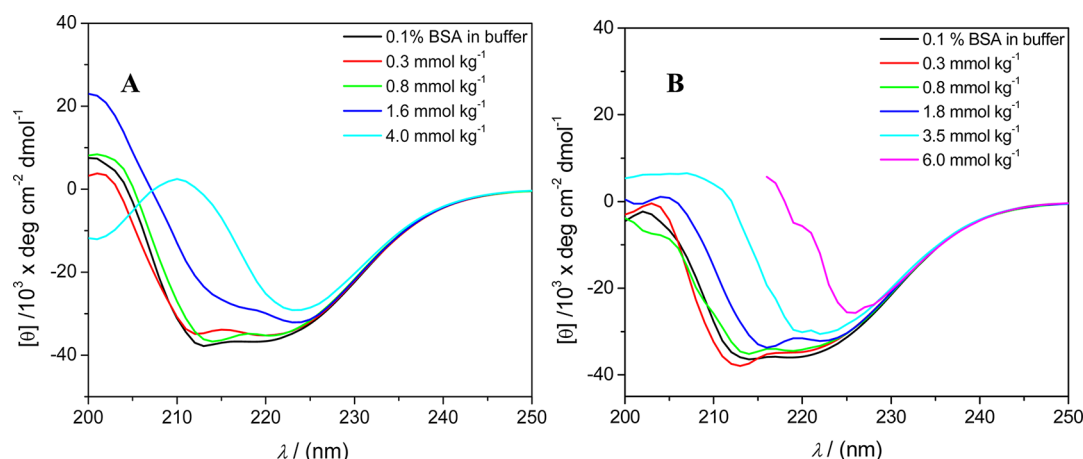 A
0.1% BSA in buffer
0.3 mmol kg⁻¹
0.8 mmol kg⁻¹
1.6 mmol kg⁻¹
4.0 mmol kg⁻¹
40
20
0
-20
-40
[θ] /10³ x deg cm⁻² dmol⁻¹
200 210 220 230 240 250
λ / (nm)
B
0.1 % BSA in buffer
0.3 mmol kg⁻¹
0.8 mmol kg⁻¹
1.8 mmol kg⁻¹
3.5 mmol kg⁻¹
6.0 mmol kg⁻¹
40
20
0
-20
-40
[θ] /10³ x deg cm⁻² dmol⁻¹
200 210 220 230 240 250
λ / (nm)